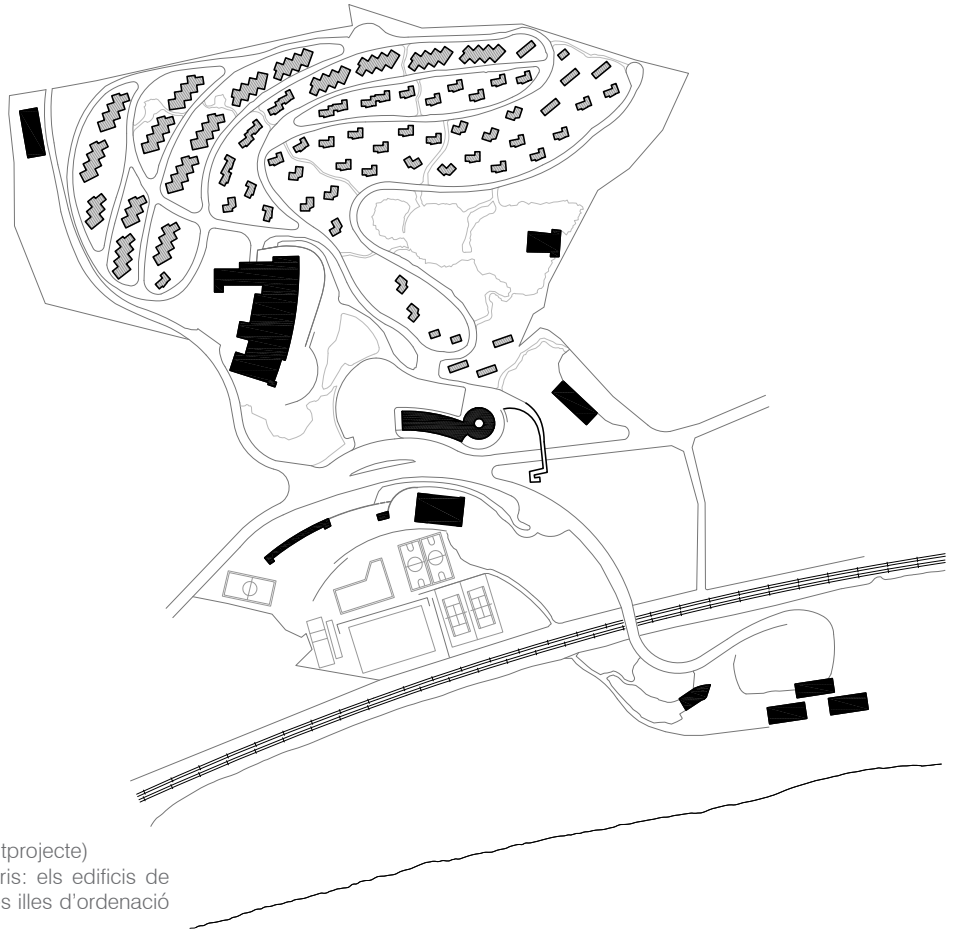 tprojecte)
ris: els edificis de
s illes d'ordenació